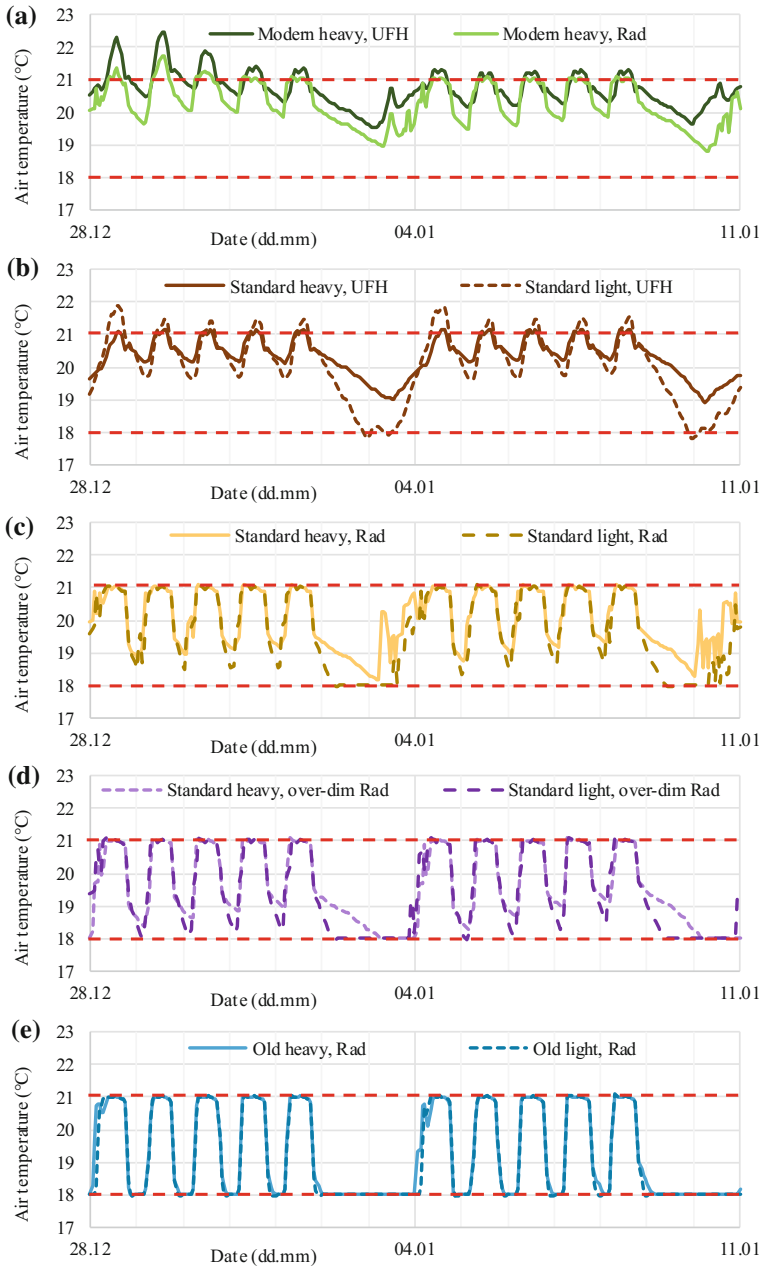 (a)
23
Modern heavy, UFH Modern heavy, Rad
22
21
20
19
18
17
Air temperature (°C)
28.12 Date (dd.mm) 04.01 11.01
(b)
23
Standard heavy, UFH Standard light, UFH
22
21
20
19
18
17
Air temperature (°C)
28.12 Date (dd.mm) 04.01 11.01
(c)
23
Standard heavy, Rad Standard light, Rad
22
21
20
19
18
17
Air temperature (°C)
28.12 Date (dd.mm) 04.01 11.01
(d)
23
Standard heavy, over-dim Rad Standard light, over-dim Rad
22
21
20
19
18
17
Air temperature (°C)
28.12 Date (dd.mm) 04.01 11.01
(e)
23
Old heavy, Rad Old light, Rad
22
21
20
19
18
17
Air temperature (°C)
28.12 Date (dd.mm) 04.01 11.01